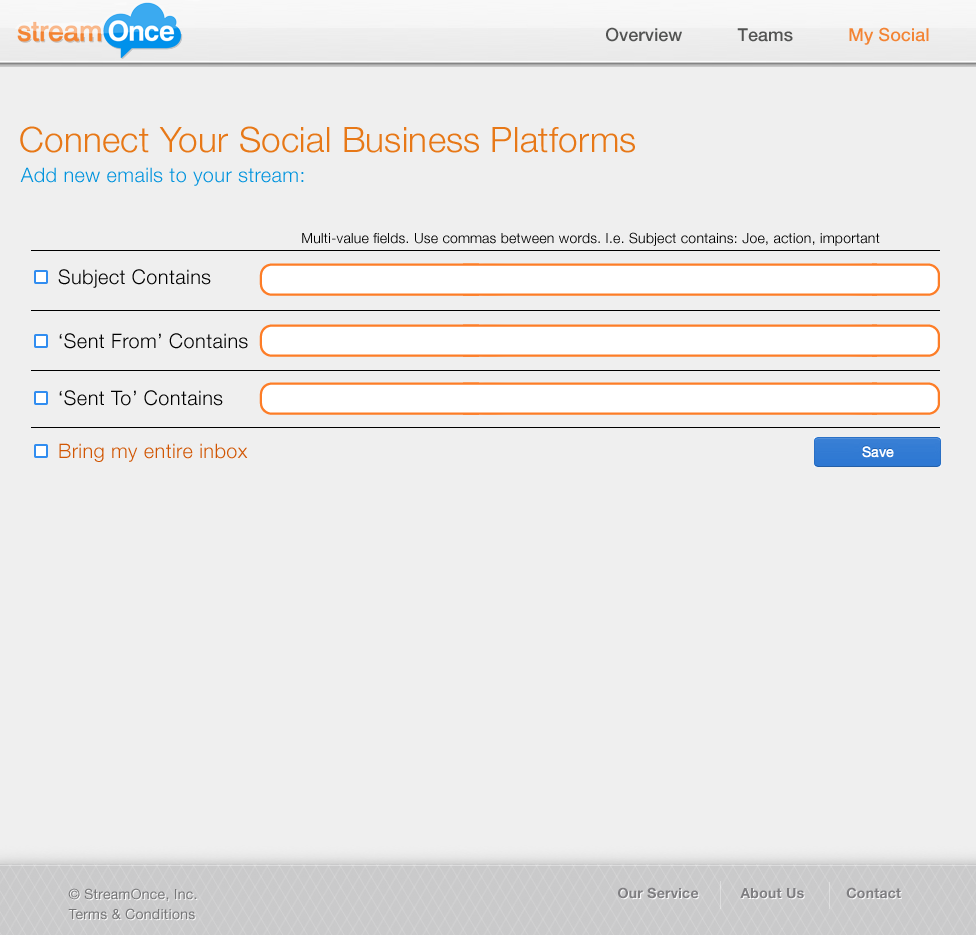 streamOnce
Overview Teams My Social
Connect Your Social Business Platforms
Add new emails to your stream:
Multi-value fields. Use commas between words. I.e. Subject contains: Joe, action, important
Subject Contains
‘Sent From’ Contains
‘Sent To’ Contains
Bring my entire inbox Save
© StreamOnce, Inc. Our Service About Us Contact
Terms & Conditions